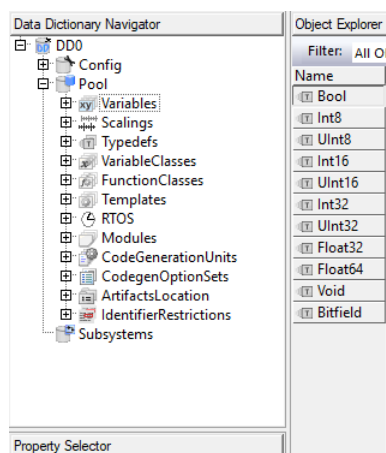 Data Dictionary Navigator
DD0
Config
Pool
Variables
Scalings
Typedefs
VariableClasses
FunctionClasses
Templates
RTOS
Modules
CodeGenerationUnits
CodegenOptionSets
ArtifactsLocation
IdentifierRestrictions
Subsystems
Property Selector
Object Explorer
Filter: All O
Name
Bool
Int8
UInt8
Int16
UInt16
Int32
UInt32
Float32
Float64
Void
Bitfield